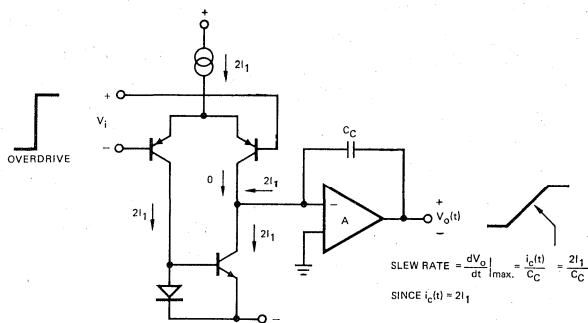 +
2I1
+
Vi
−
OVERDRIVE
0
2I1
2I1
2I1
CC
−
A
+
Vo(t)
−
−
SLEW RATE = dVo/dt |max. = ic(t)/CC = 2I1/CC
SINCE ic(t) ≈ 2I1